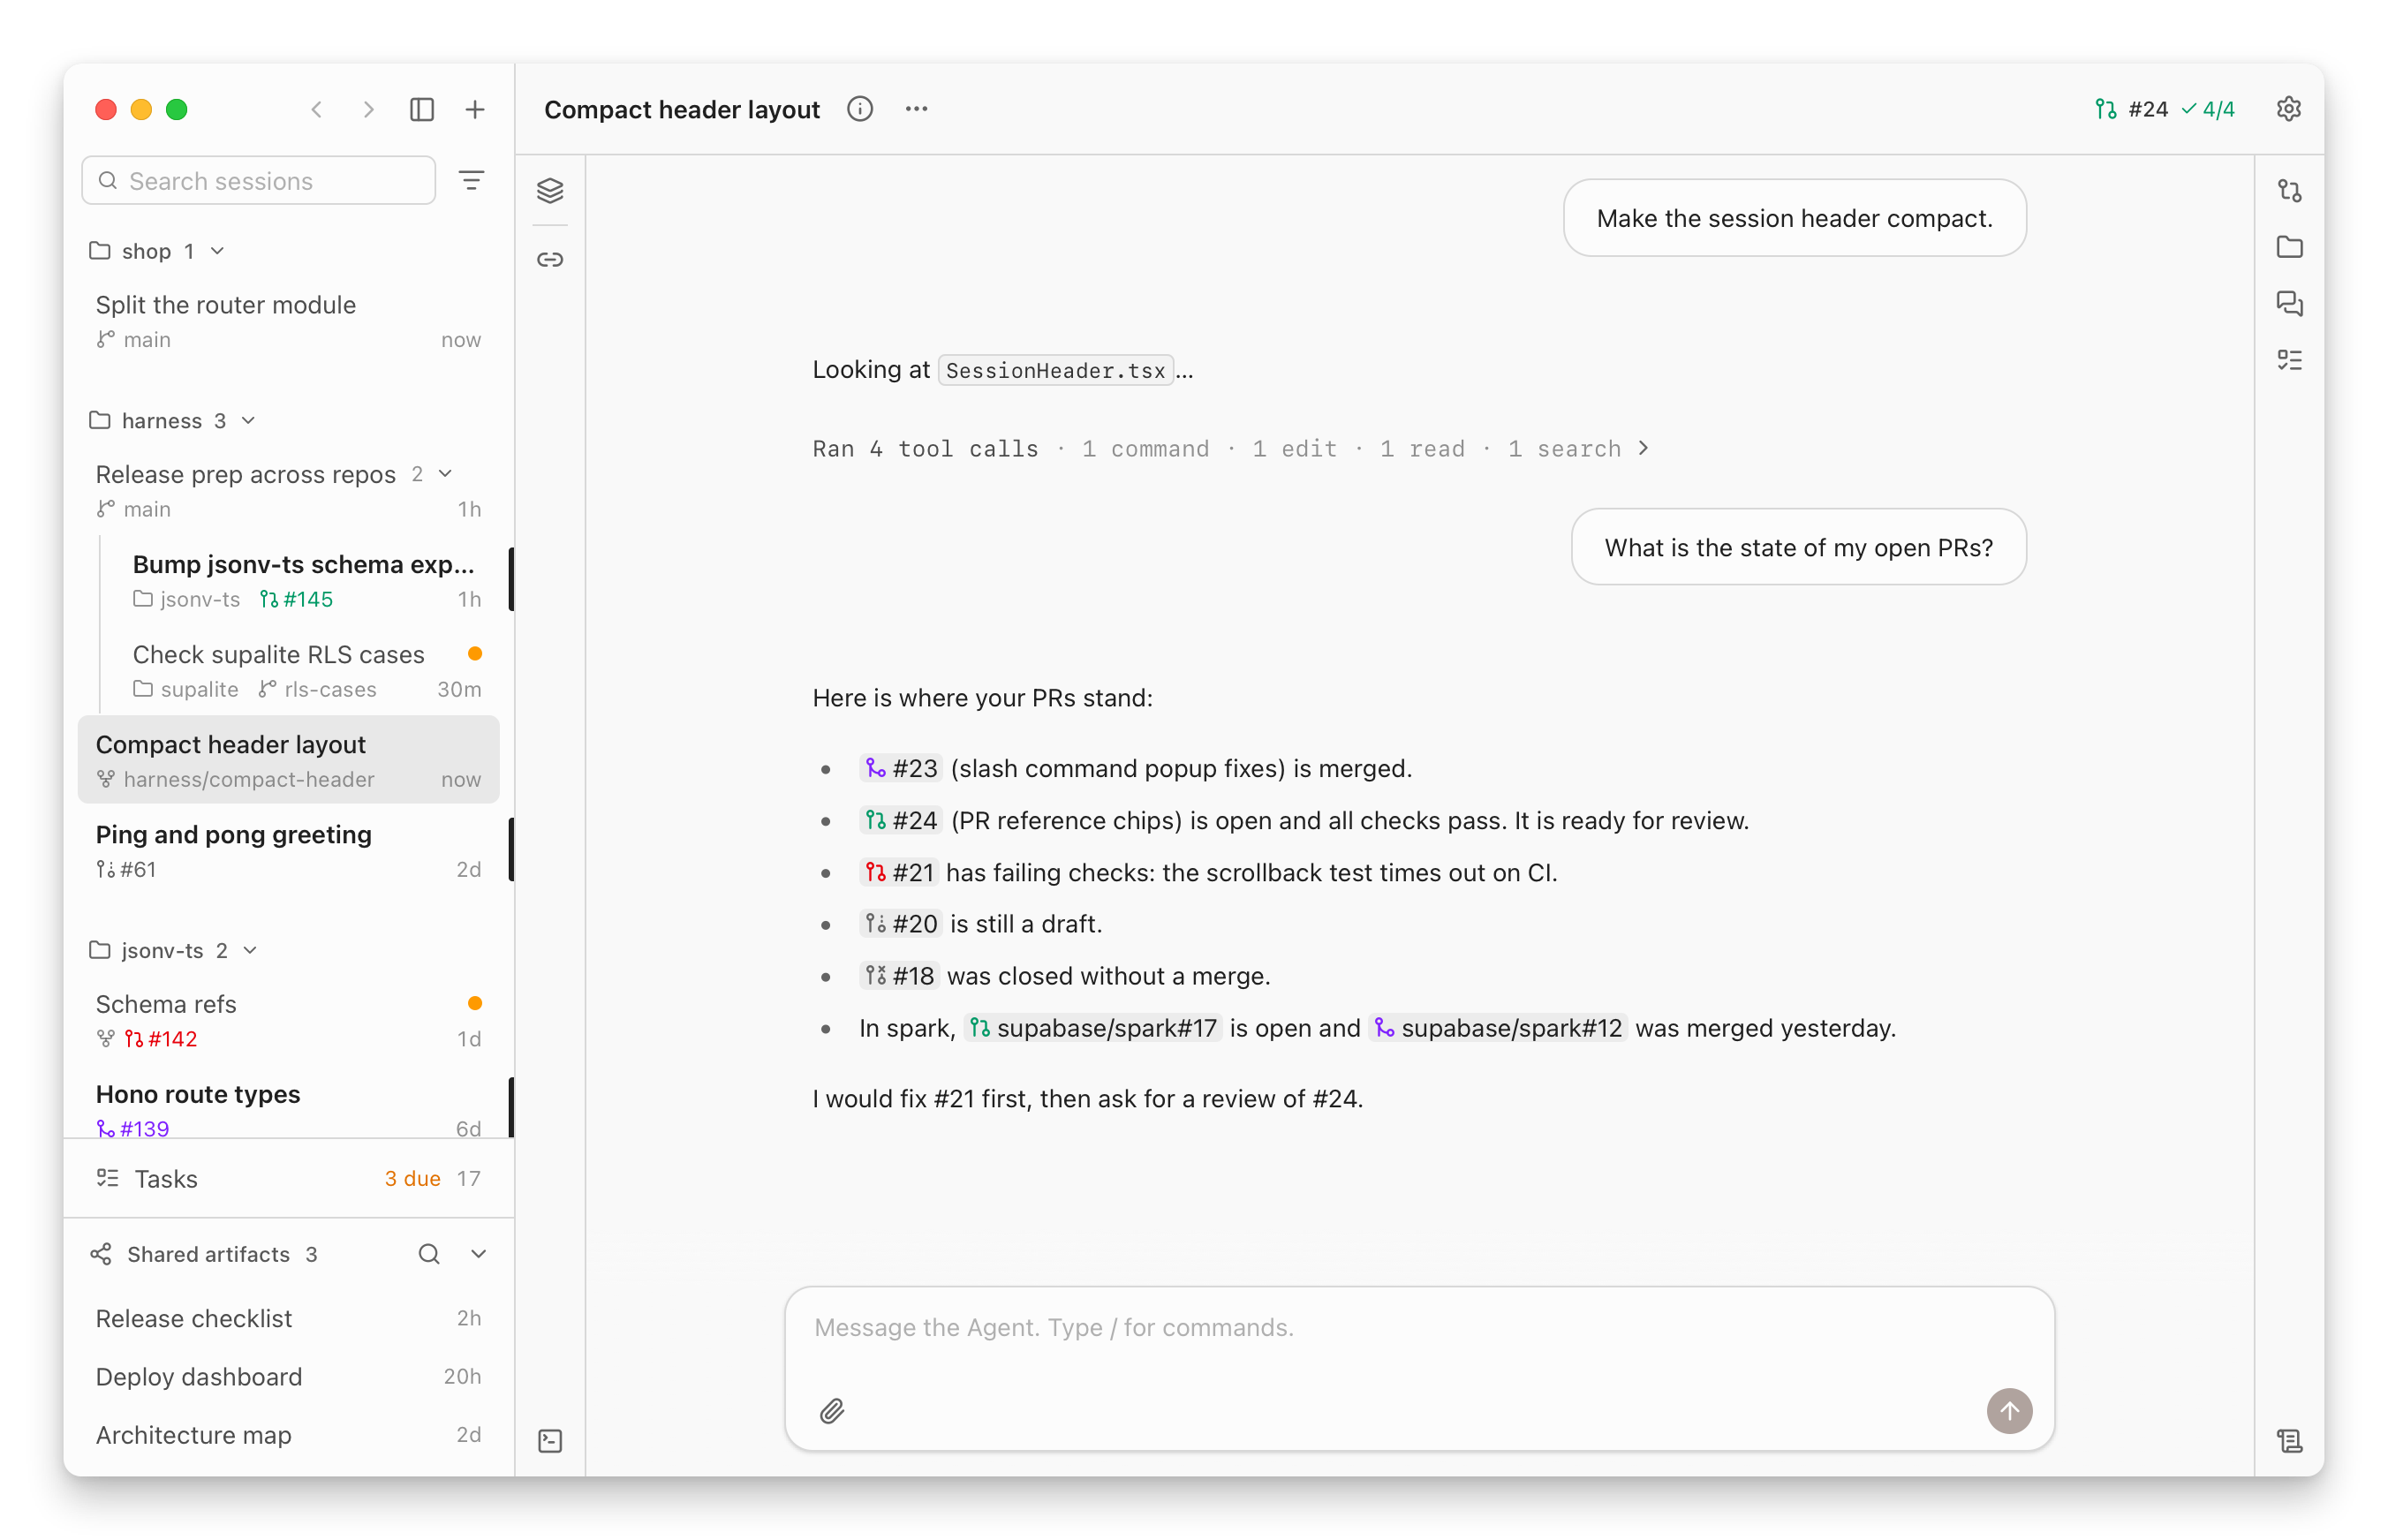 Compact header layout
#24 4/4
Search sessions
shop 1
Split the router module
main now
harness 3
Release prep across repos 2
main 1h
Bump jsonv-ts schema exp...
jsonv-ts #145 1h
Check supalite RLS cases
supalite rls-cases 30m
Compact header layout
harness/compact-header now
Ping and pong greeting
#61 2d
jsonv-ts 2
Schema refs
#142 1d
Hono route types
#139 6d
Tasks 3 due 17
Shared artifacts 3
Release checklist 2h
Deploy dashboard 20h
Architecture map 2d
Make the session header compact.
Looking at SessionHeader.tsx...
Ran 4 tool calls · 1 command · 1 edit · 1 read · 1 search
What is the state of my open PRs?
Here is where your PRs stand:
#23 (slash command popup fixes) is merged.
#24 (PR reference chips) is open and all checks pass. It is ready for review.
#21 has failing checks: the scrollback test times out on CI.
#20 is still a draft.
#18 was closed without a merge.
In spark, supabase/spark#17 is open and supabase/spark#12 was merged yesterday.
I would fix #21 first, then ask for a review of #24.
Message the Agent. Type / for commands.